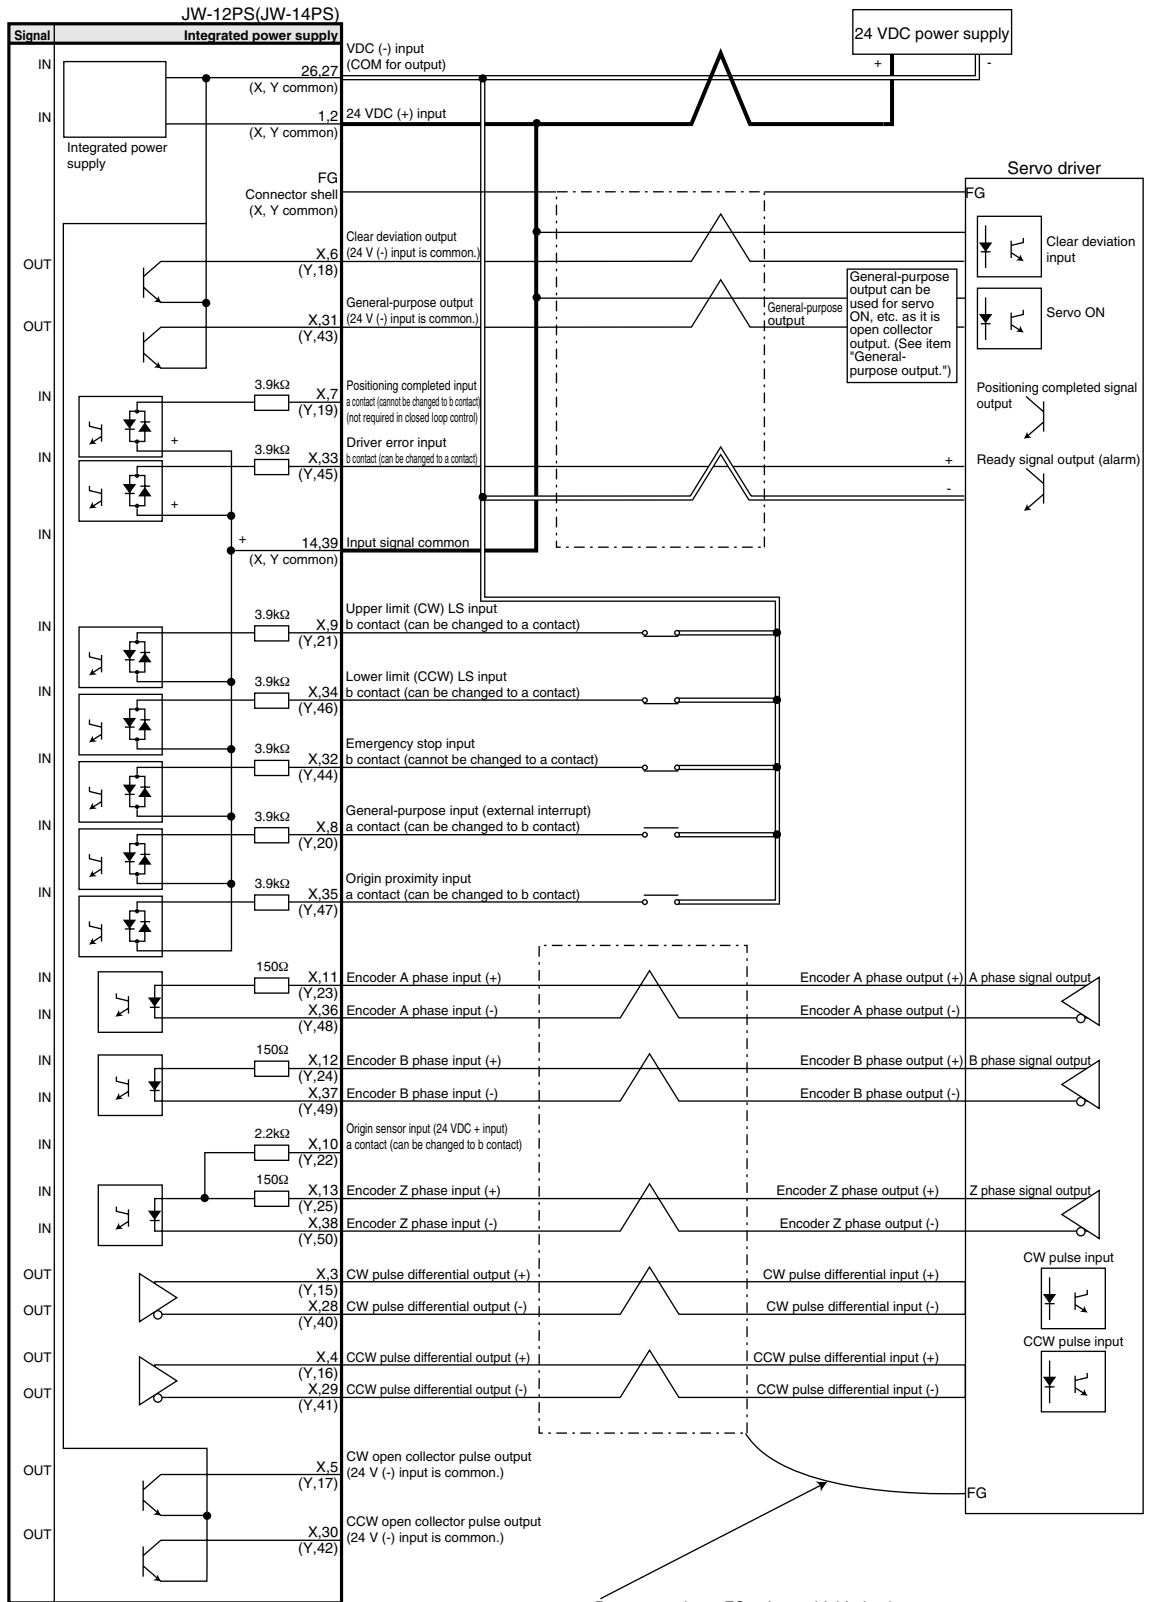 JW-12PS(JW-14PS)
Signal
Integrated power supply
24 VDC power supply
+
-
IN
26,27
(X, Y common)
VDC (-) input
(COM for output)
IN
1,2
(X, Y common)
24 VDC (+) input
Integrated power
supply
FG
Connector shell
(X, Y common)
Servo driver
FG
OUT
X,6
(Y,18)
Clear deviation output
(24 V (-) input is common.)
Clear deviation
input
OUT
X,31
(Y,43)
General-purpose output
(24 V (-) input is common.)
General-purpose
output
General-purpose
output can be
used for servo
ON, etc. as it is
open collector
output. (See item
"General-
purpose output.")
Servo ON
IN
3.9kΩ
X,7
(Y,19)
Positioning completed input
a contact (cannot be changed to b contact)
(not required in closed loop control)
Positioning completed signal
output
+
IN
3.9kΩ
X,33
(Y,45)
Driver error input
b contact (can be changed to a contact)
+
-
Ready signal output (alarm)
+
IN
+
14,39
(X, Y common)
Input signal common
IN
3.9kΩ
X,9
(Y,21)
Upper limit (CW) LS input
b contact (can be changed to a contact)
IN
3.9kΩ
X,34
(Y,46)
Lower limit (CCW) LS input
b contact (can be changed to a contact)
IN
3.9kΩ
X,32
(Y,44)
Emergency stop input
b contact (cannot be changed to a contact)
IN
3.9kΩ
X,8
(Y,20)
General-purpose input (external interrupt)
a contact (can be changed to b contact)
IN
3.9kΩ
X,35
(Y,47)
Origin proximity input
a contact (can be changed to b contact)
IN
150Ω
X,11
(Y,23)
Encoder A phase input (+)
Encoder A phase output (+)
A phase signal output
IN
X,36
(Y,48)
Encoder A phase input (-)
Encoder A phase output (-)
IN
150Ω
X,12
(Y,24)
Encoder B phase input (+)
Encoder B phase output (+)
B phase signal output
IN
X,37
(Y,49)
Encoder B phase input (-)
Encoder B phase output (-)
IN
2.2kΩ
X,10
(Y,22)
Origin sensor input (24 VDC + input)
a contact (can be changed to b contact)
IN
150Ω
X,13
(Y,25)
Encoder Z phase input (+)
Encoder Z phase output (+)
Z phase signal output
IN
X,38
(Y,50)
Encoder Z phase input (-)
Encoder Z phase output (-)
OUT
X,3
(Y,15)
CW pulse differential output (+)
CW pulse differential input (+)
CW pulse input
OUT
X,28
(Y,40)
CW pulse differential output (-)
CW pulse differential input (-)
OUT
X,4
(Y,16)
CCW pulse differential output (+)
CCW pulse differential input (+)
CCW pulse input
OUT
X,29
(Y,41)
CCW pulse differential output (-)
CCW pulse differential input (-)
OUT
X,5
(Y,17)
CW open collector pulse output
(24 V (-) input is common.)
FG
OUT
X,30
(Y,42)
CCW open collector pulse output
(24 V (-) input is common.)